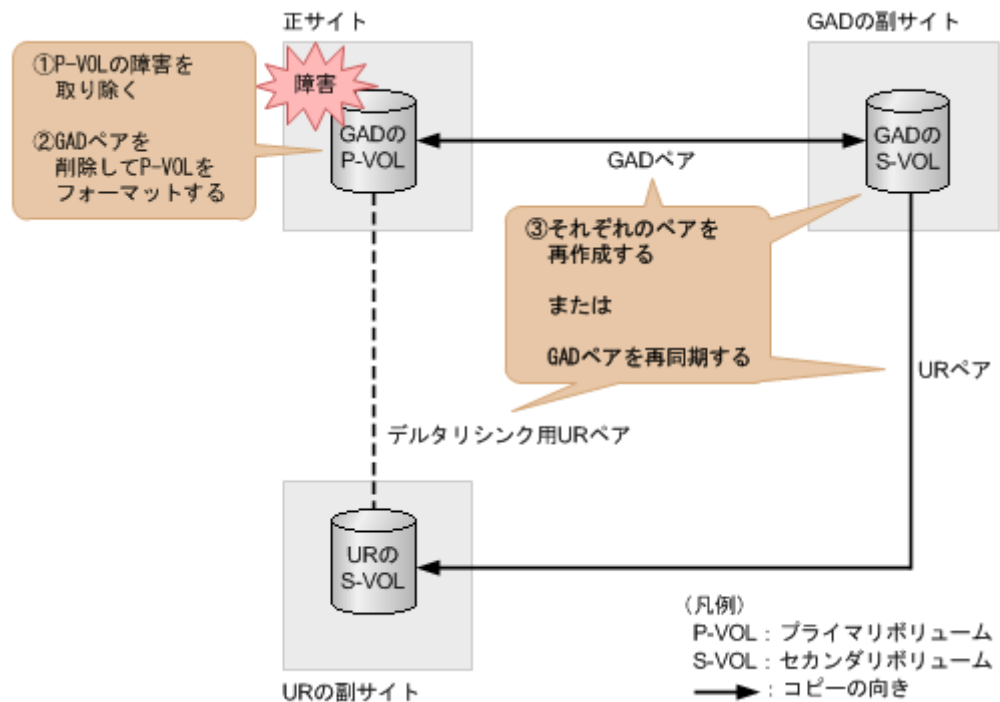 正サイト
GADの副サイト
①P-VOLの障害を
取り除く
②GADペアを
削除してP-VOLを
フォーマットする
障害
GADの
P-VOL
GADペア
GADの
S-VOL
③それぞれのペアを
再作成する
または
GADペアを再同期する
URペア
デルタリシンク用URペア
URの
S-VOL
URの副サイト
（凡例）
P-VOL：プライマリボリューム
S-VOL：セカンダリボリューム
：コピーの向き